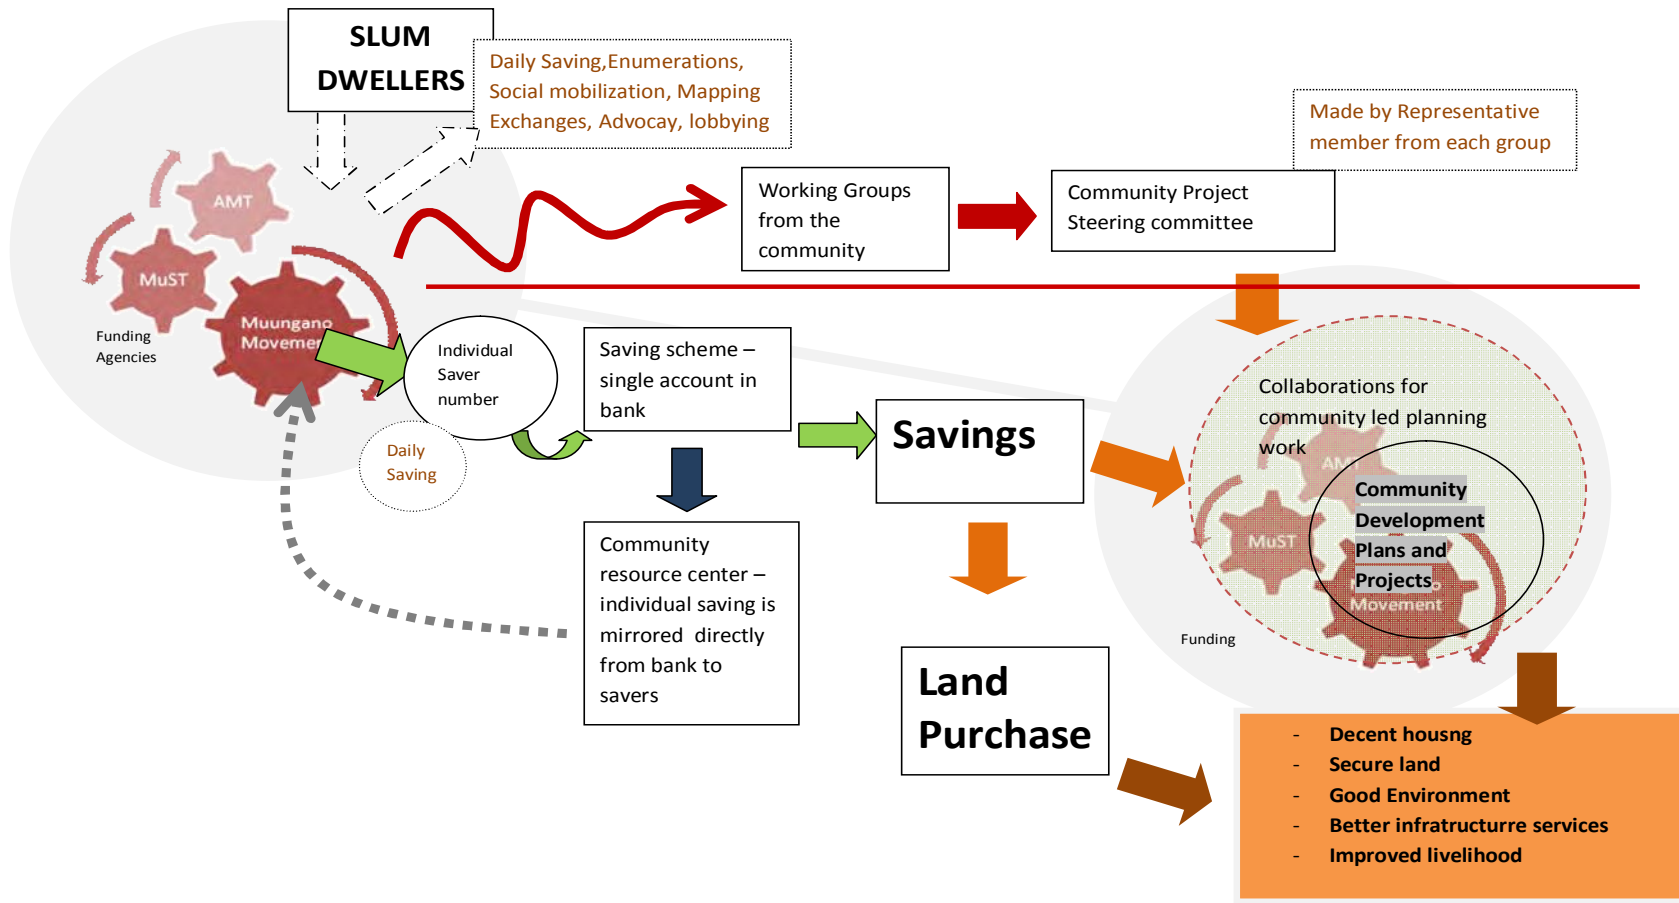 SLUM
DWELLERS
Daily Saving,Enumerations,
Social mobilization, Mapping
Exchanges, Advocay, lobbying
Made by Representative
member from each group
AMT
MuST
Muungano
Movement
Funding
Agencies
Working Groups
from the
community
Community Project
Steering committee
Individual
Saver
number
Daily
Saving
Saving scheme –
single account in
bank
Savings
Community
resource center –
individual saving is
mirrored directly
from bank to
savers
Land
Purchase
Collaborations for
community led planning
work
AMT
MuST
Community
Development
Plans and
Projects
Movement
Funding
- Decent housng
- Secure land
- Good Environment
- Better infratructurre services
- Improved livelihood